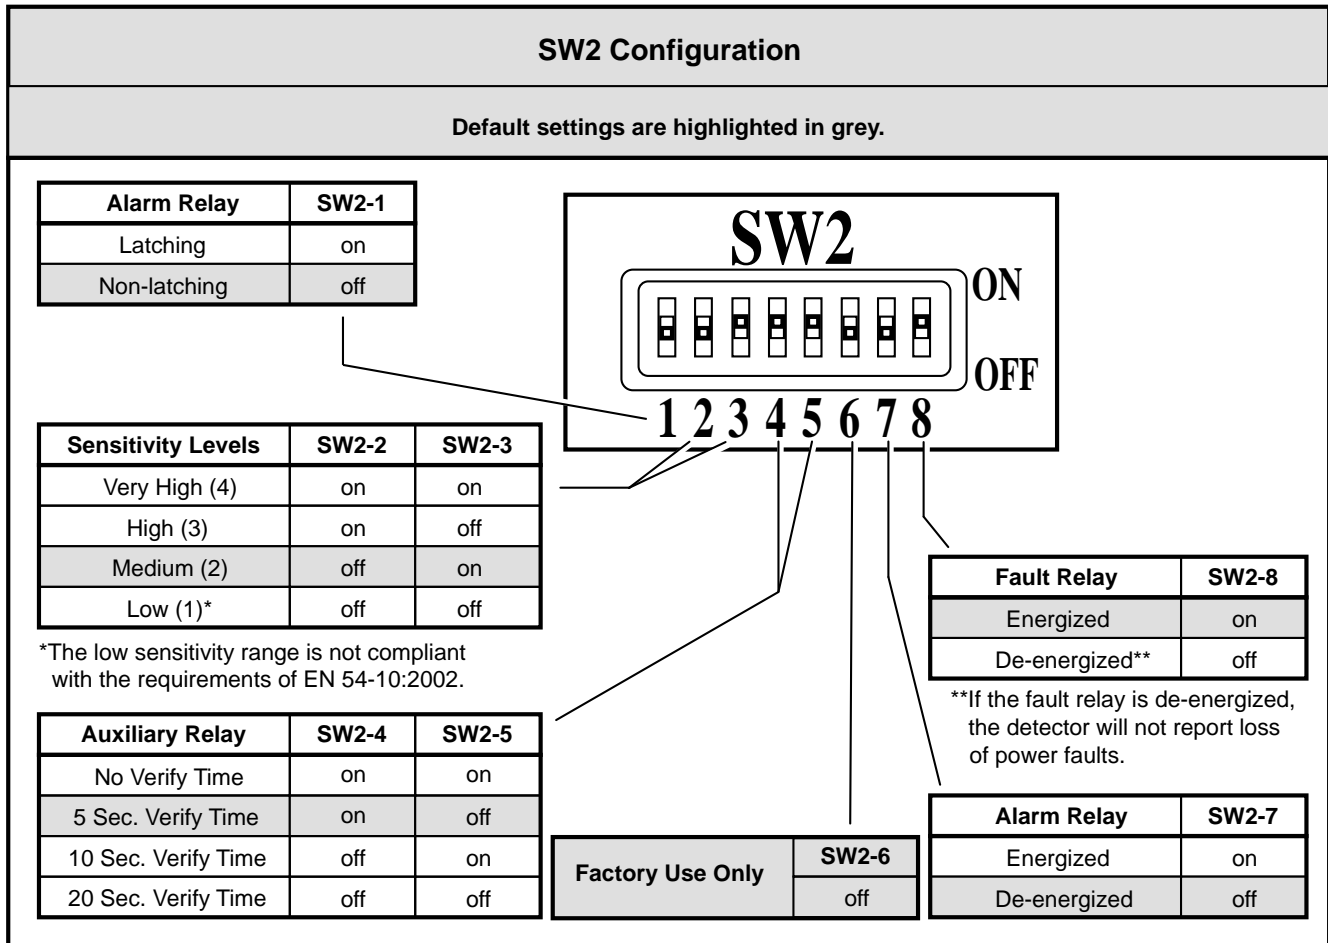 SW2 Configuration
Default settings are highlighted in grey.
Alarm Relay SW2-1
Latching on
Non-latching off
SW2
ON
OFF
1 2 3 4 5 6 7 8
Sensitivity Levels SW2-2 SW2-3
Very High (4) on on
High (3) on off
Medium (2) off on
Low (1)* off off
*The low sensitivity range is not compliant
with the requirements of EN 54-10:2002.
Fault Relay SW2-8
Energized on
De-energized** off
**If the fault relay is de-energized,
the detector will not report loss
of power faults.
Auxiliary Relay SW2-4 SW2-5
No Verify Time on on
5 Sec. Verify Time on off
10 Sec. Verify Time off on
20 Sec. Verify Time off off
Factory Use Only SW2-6
off
Alarm Relay SW2-7
Energized on
De-energized off